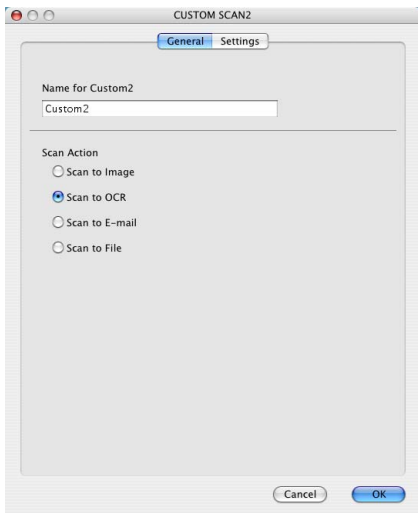 CUSTOM SCAN2
General Settings
Name for Custom2
Custom2
Scan Action
Scan to Image
Scan to OCR
Scan to E-mail
Scan to File
Cancel OK